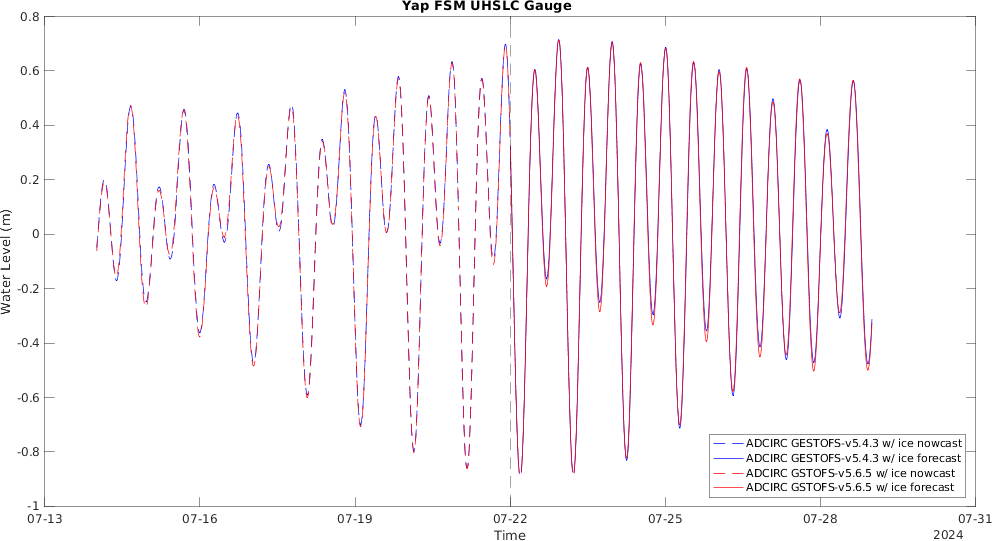 Yap FSM UHSLC Gauge
0.8
0.6
0.4
0.2
0
-0.2
-0.4
-0.6
-0.8
-1
Water Level (m)
ADCIRC GESTOFS-v5.4.3 w/ ice nowcast
ADCIRC GESTOFS-v5.4.3 w/ ice forecast
ADCIRC GSTOFS-v5.6.5 w/ ice nowcast
ADCIRC GSTOFS-v5.6.5 w/ ice forecast
07-13 07-16 07-19 07-22 07-25 07-28 07-31
Time
2024